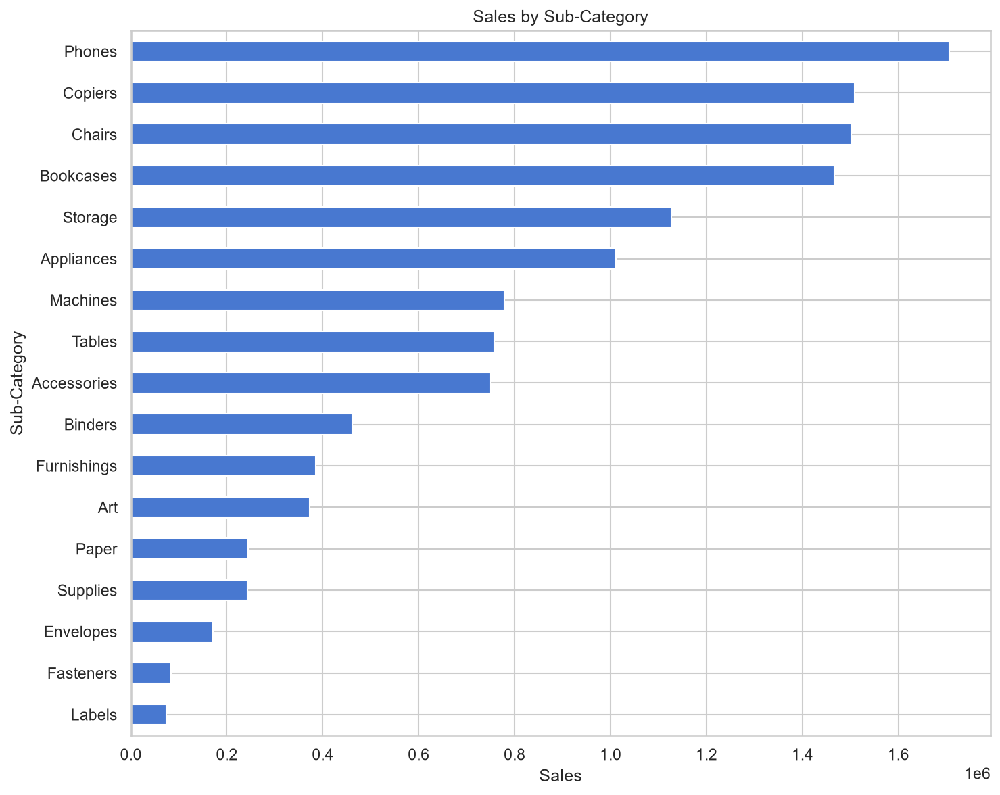 Sales by Sub-Category
Phones
Copiers
Chairs
Bookcases
Storage
Appliances
Machines
Tables
Accessories
Binders
Furnishings
Art
Paper
Supplies
Envelopes
Fasteners
Labels
Sub-Category
0.0 0.2 0.4 0.6 0.8 1.0 1.2 1.4 1.6
Sales
1e6